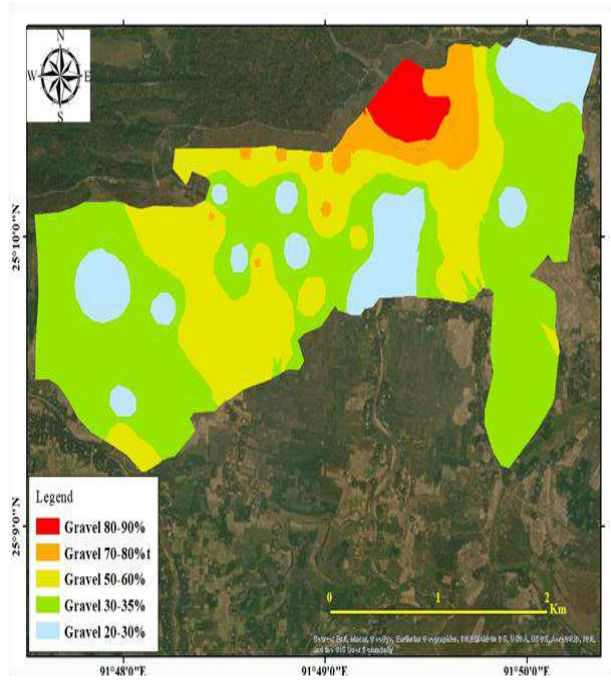 N
W E
S
25°10'0"N
25°9'0"N
Legend
Gravel 80-90%
Gravel 70-80%t
Gravel 50-60%
Gravel 30-35%
Gravel 20-30%
0 1 2
Km
91°48'0"E 91°49'0"E 91°50'0"E